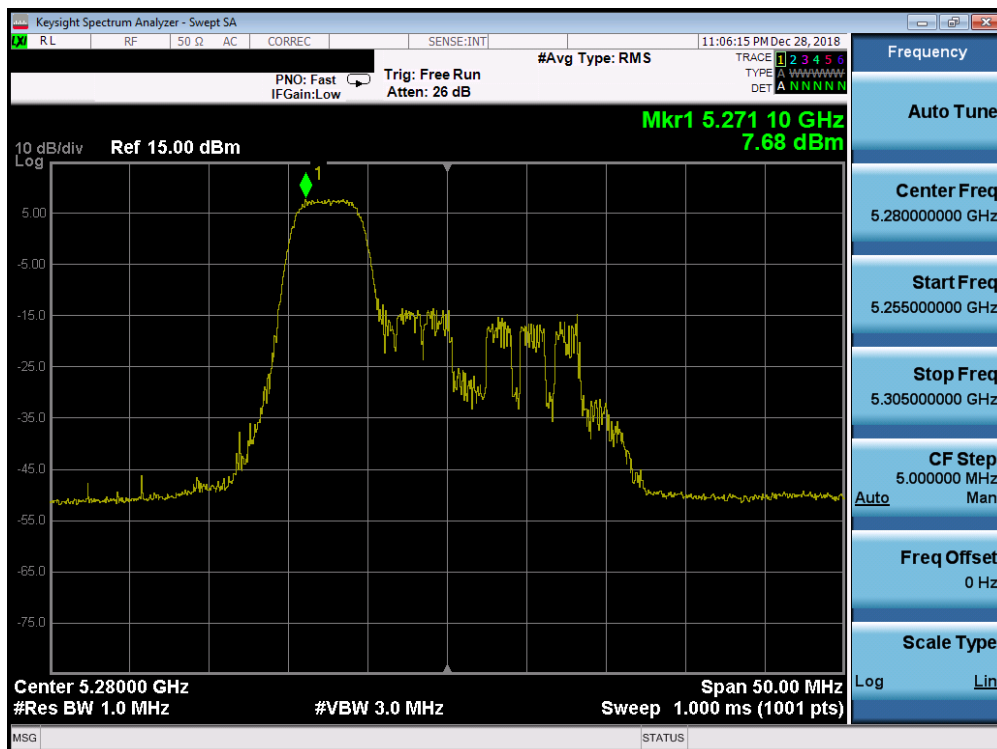 Keysight Spectrum Analyzer - Swept SA
LXI RL RF 50 Ω AC CORREC SENSE:INT 11:06:15 PM Dec 28, 2018
#Avg Type: RMS TRACE 1 2 3 4 5 6
PNO: Fast Trig: Free Run TYPE A WWWWW
IFGain:Low Atten: 26 dB DET A N N N N N
Mkr1 5.271 10 GHz
7.68 dBm
10 dB/div Ref 15.00 dBm
Log
1
5.00
-5.00
-15.0
-25.0
-35.0
-45.0
-55.0
-65.0
-75.0
Center 5.28000 GHz Span 50.00 MHz
#Res BW 1.0 MHz #VBW 3.0 MHz Sweep 1.000 ms (1001 pts)
MSG STATUS
Frequency
Auto Tune
Center Freq
5.280000000 GHz
Start Freq
5.255000000 GHz
Stop Freq
5.305000000 GHz
CF Step
5.000000 MHz
Auto Man
Freq Offset
0 Hz
Scale Type
Log Lin